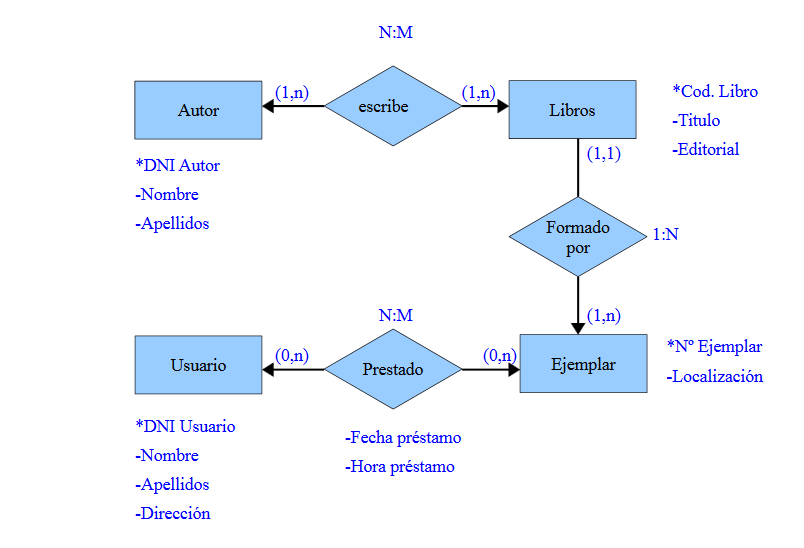 N:M
Autor
(1,n)
escribe
(1,n)
Libros
*DNI Autor
-Nombre
-Apellidos
*Cod. Libro
-Titulo
-Editorial
(1,1)
Formado
por
1:N
(1,n)
N:M
Usuario
(0,n)
Prestado
(0,n)
Ejemplar
*Nº Ejemplar
-Localización
*DNI Usuario
-Nombre
-Apellidos
-Dirección
-Fecha préstamo
-Hora préstamo